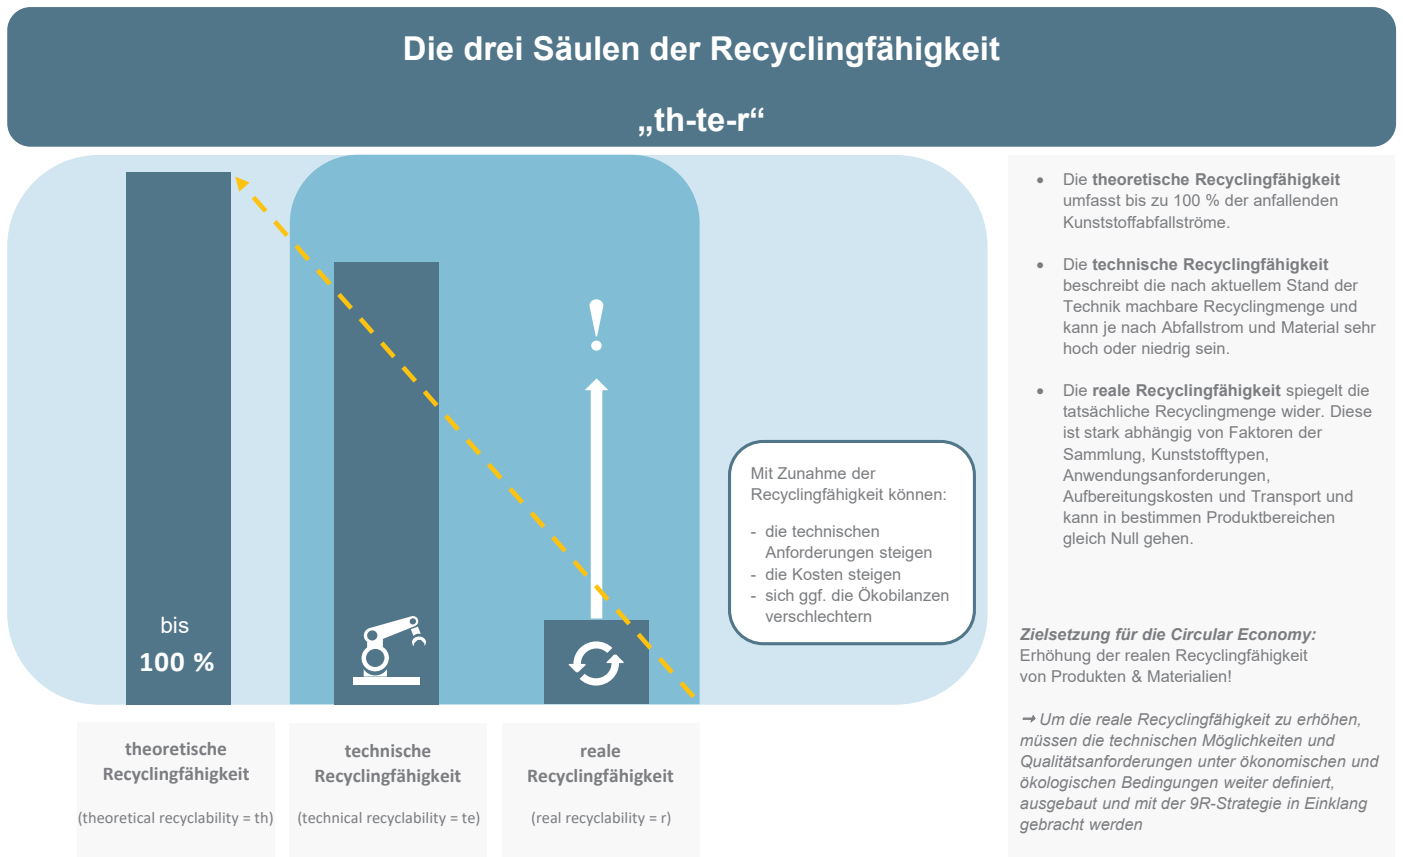 Die drei Säulen der Recyclingfähigkeit
„th-te-r“
bis
100 %
!
Mit Zunahme der
Recyclingfähigkeit können:
- die technischen
Anforderungen steigen
- die Kosten steigen
- sich ggf. die Ökobilanzen
verschlechtern
theoretische
Recyclingfähigkeit
(theoretical recyclability = th)
technische
Recyclingfähigkeit
(technical recyclability = te)
reale
Recyclingfähigkeit
(real recyclability = r)
• Die theoretische Recyclingfähigkeit
umfasst bis zu 100 % der anfallenden
Kunststoffabfallströme.
• Die technische Recyclingfähigkeit
beschreibt die nach aktuellem Stand der
Technik machbare Recyclingmenge und
kann je nach Abfallstrom und Material sehr
hoch oder niedrig sein.
• Die reale Recyclingfähigkeit spiegelt die
tatsächliche Recyclingmenge wider. Diese
ist stark abhängig von Faktoren der
Sammlung, Kunststofftypen,
Anwendungsanforderungen,
Aufbereitungskosten und Transport und
kann in bestimmen Produktbereichen
gleich Null gehen.
Zielsetzung für die Circular Economy:
Erhöhung der realen Recyclingfähigkeit
von Produkten & Materialien!
➞ Um die reale Recyclingfähigkeit zu erhöhen,
müssen die technischen Möglichkeiten und
Qualitätsanforderungen unter ökonomischen und
ökologischen Bedingungen weiter definiert,
ausgebaut und mit der 9R-Strategie in Einklang
gebracht werden